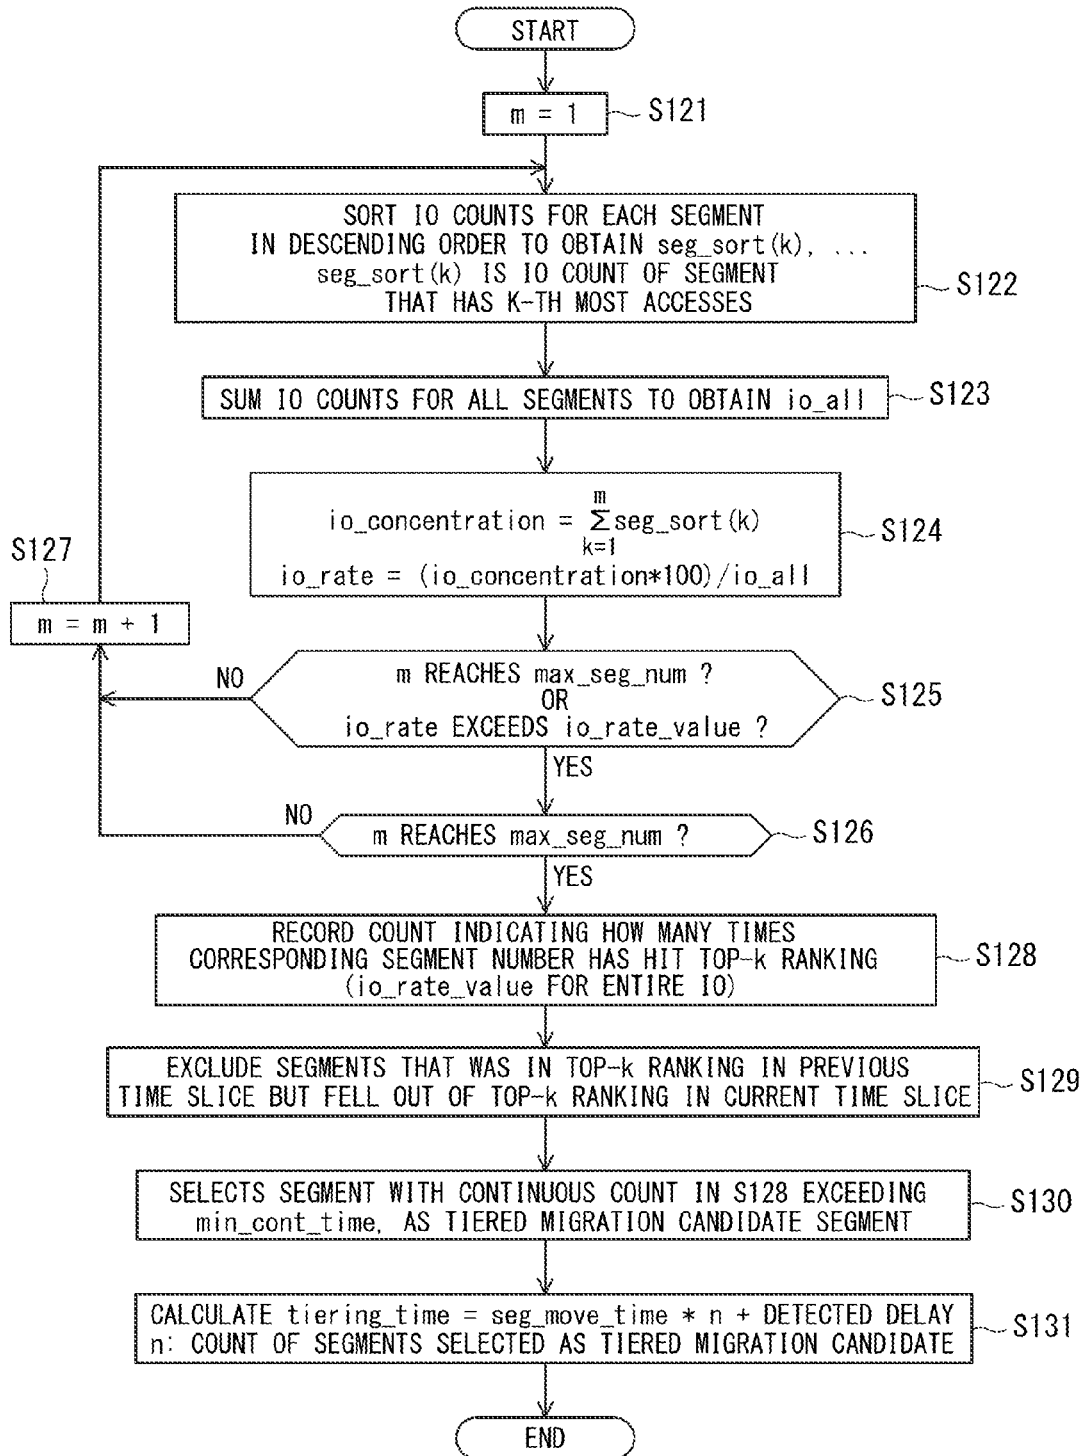 START
m = 1
S121
SORT IO COUNTS FOR EACH SEGMENT
IN DESCENDING ORDER TO OBTAIN seg_sort(k), ...
seg_sort(k) IS IO COUNT OF SEGMENT
THAT HAS K-TH MOST ACCESSES
S122
SUM IO COUNTS FOR ALL SEGMENTS TO OBTAIN io_all
S123
io_concentration = m∑k=1 seg_sort(k)
io_rate = (io_concentration*100)/io_all
S124
S127
m = m + 1
NO
m REACHES max_seg_num ?
OR
io_rate EXCEEDS io_rate_value ?
S125
YES
NO
m REACHES max_seg_num ?
S126
YES
RECORD COUNT INDICATING HOW MANY TIMES
CORRESPONDING SEGMENT NUMBER HAS HIT TOP-k RANKING
(io_rate_value FOR ENTIRE IO)
S128
EXCLUDE SEGMENTS THAT WAS IN TOP-k RANKING IN PREVIOUS
TIME SLICE BUT FELL OUT OF TOP-k RANKING IN CURRENT TIME SLICE
S129
SELECTS SEGMENT WITH CONTINUOUS COUNT IN S128 EXCEEDING
min_cont_time, AS TIERED MIGRATION CANDIDATE SEGMENT
S130
CALCULATE tiering_time = seg_move_time * n + DETECTED DELAY
n: COUNT OF SEGMENTS SELECTED AS TIERED MIGRATION CANDIDATE
S131
END